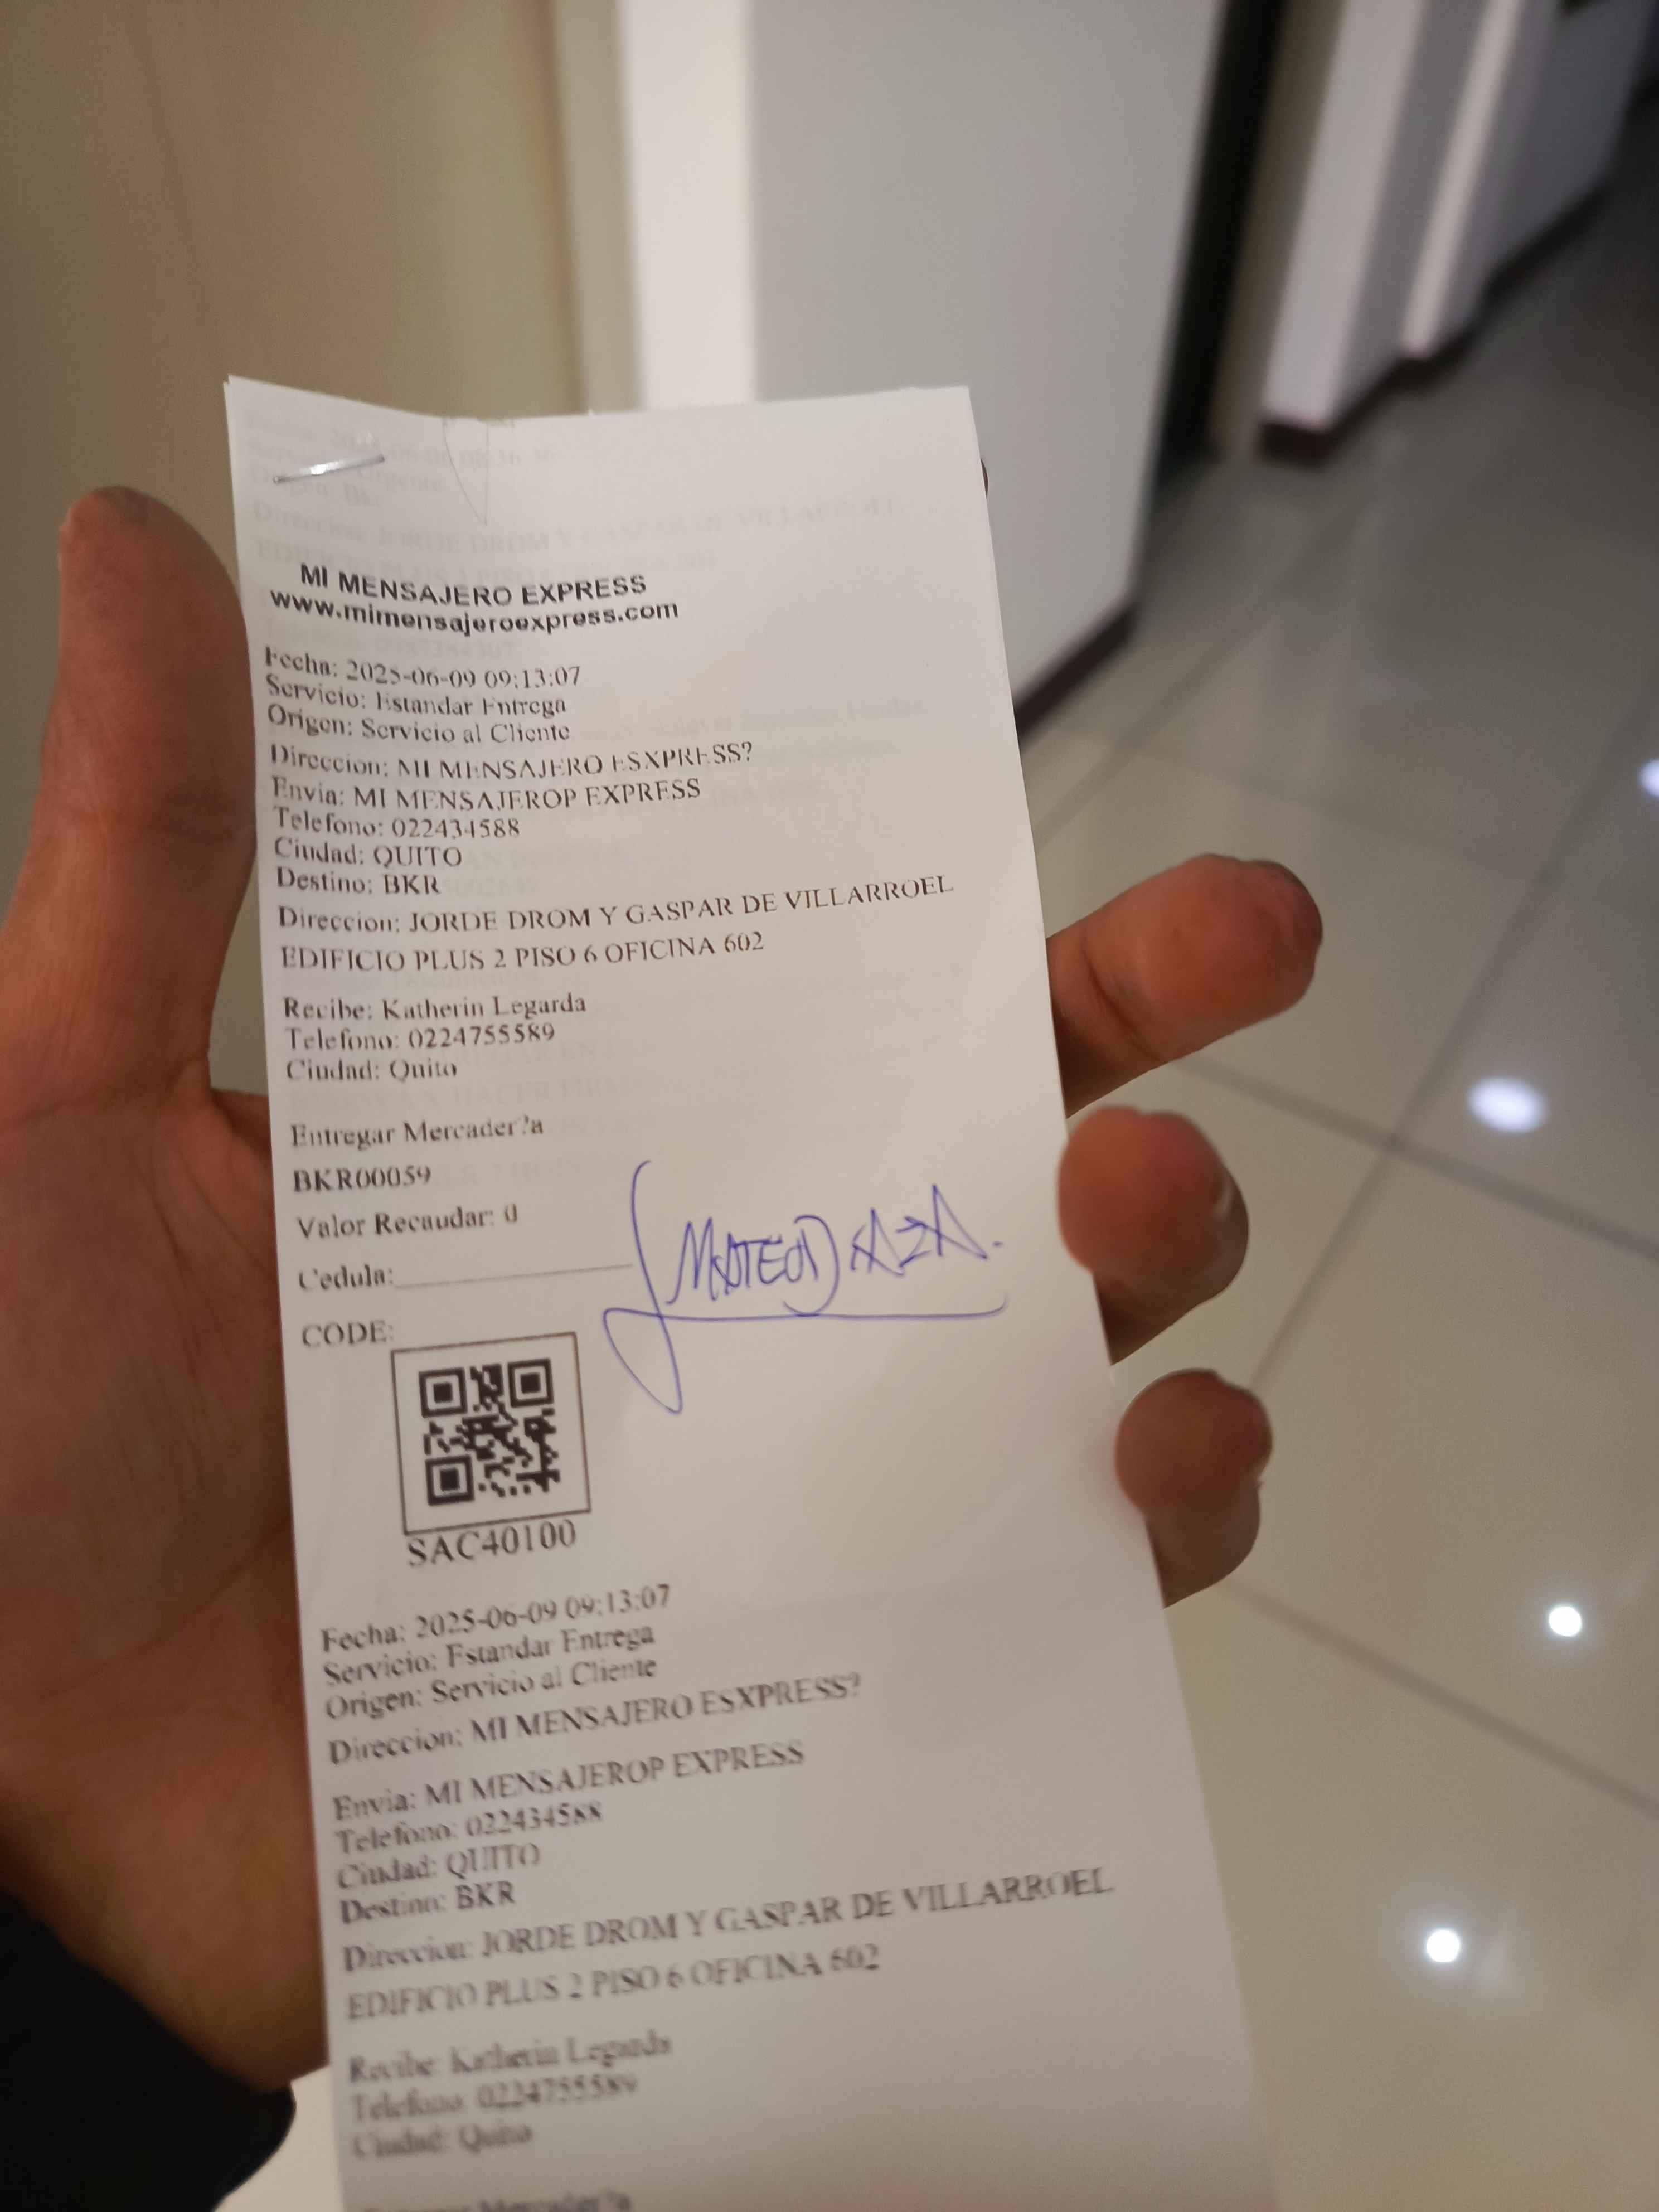 MI MENSAJERO EXPRESS
www.mimensajeroexpress.com
Fecha: 2025-06-09 09:13:07
Servicio: Estandar Entrega
Origen: Servicio al Cliente
Direccion: MI MENSAJERO ESXPRESS?
Envia: MI MENSAJEROP EXPRESS
Telefono: 022434588
Ciudad: QUITO
Destino: BKR
Direccion: JORDE DROM Y GASPAR DE VILLARROEL
EDIFICIO PLUS 2 PISO 6 OFICINA 602
Recibe: Katherin Legarda
Telefono: 0224755589
Ciudad: Quito
Entregar Mercader?a
BKR00059
Valor Recaudar: 0
Cedula:
MATEO DAZA.
CODE:
SAC40100
Fecha: 2025-06-09 09:13:07
Servicio: Estandar Entrega
Origen: Servicio al Cliente
Direccion: MI MENSAJERO ESXPRESS?
Envia: MI MENSAJEROP EXPRESS
Telefono: 022434588
Ciudad: QUITO
Destino: BKR
Direccion: JORDE DROM Y GASPAR DE VILLARROEL
EDIFICIO PLUS 2 PISO 6 OFICINA 602
Recibe: Katherin Legarda
Telefono: 0224755589
Ciudad: Quito
Entregar Mercader?a